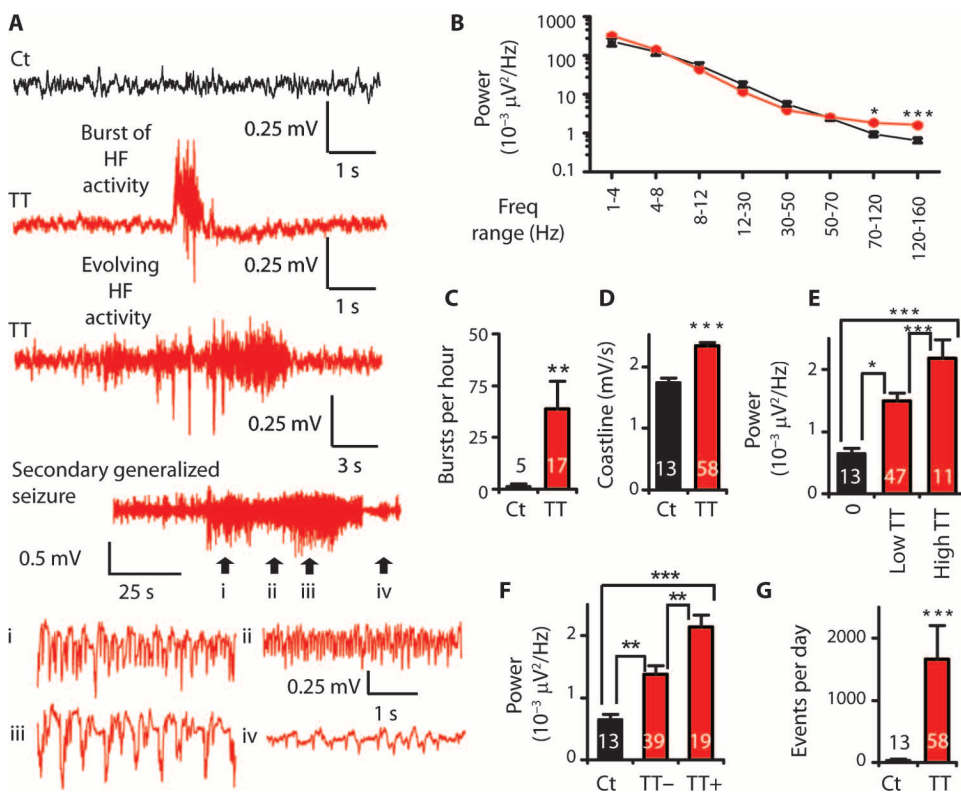 A
Ct
0.25 mV
1 s
Burst of
HF
activity
TT
0.25 mV
1 s
Evolving
HF
activity
TT
0.25 mV
3 s
Secondary generalized
seizure
0.5 mV
25 s
i
ii
iii
iv
i
ii
0.25 mV
1 s
iii
iv
B
Power
(10⁻³ μV²/Hz)
1000
100
10
1
0.1
*
***
Freq
range (Hz)
1-4
4-8
8-12
12-30
30-50
50-70
70-120
120-160
C
Bursts per hour
50
75
25
0
**
5
17
Ct
TT
D
Coastline (mV/s)
2
1
0
***
13
58
Ct
TT
E
Power
(10⁻³ μV²/Hz)
2
1
0
***
***
*
13
47
11
0
Low TT
High TT
F
Power
(10⁻³ μV²/Hz)
2
1
0
***
**
**
13
39
19
Ct
TT−
TT+
G
Events per day
2000
1000
0
***
13
58
Ct
TT